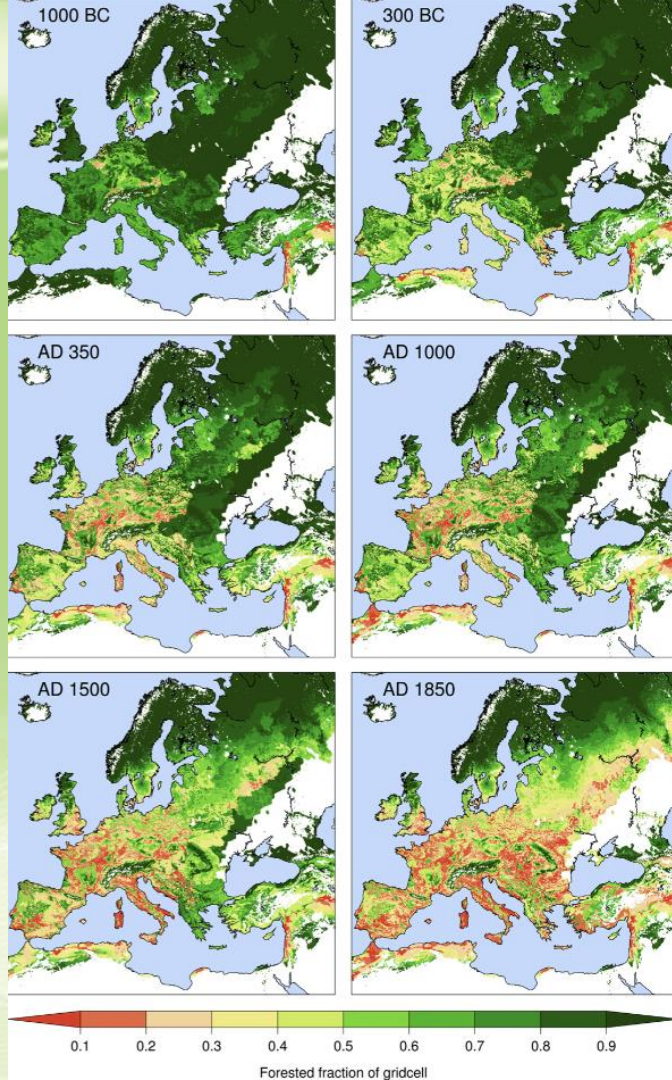 1000 BC
300 BC
AD 350
AD 1000
AD 1500
AD 1850
0.1 0.2 0.3 0.4 0.5 0.6 0.7 0.8 0.9
Forested fraction of gridcell